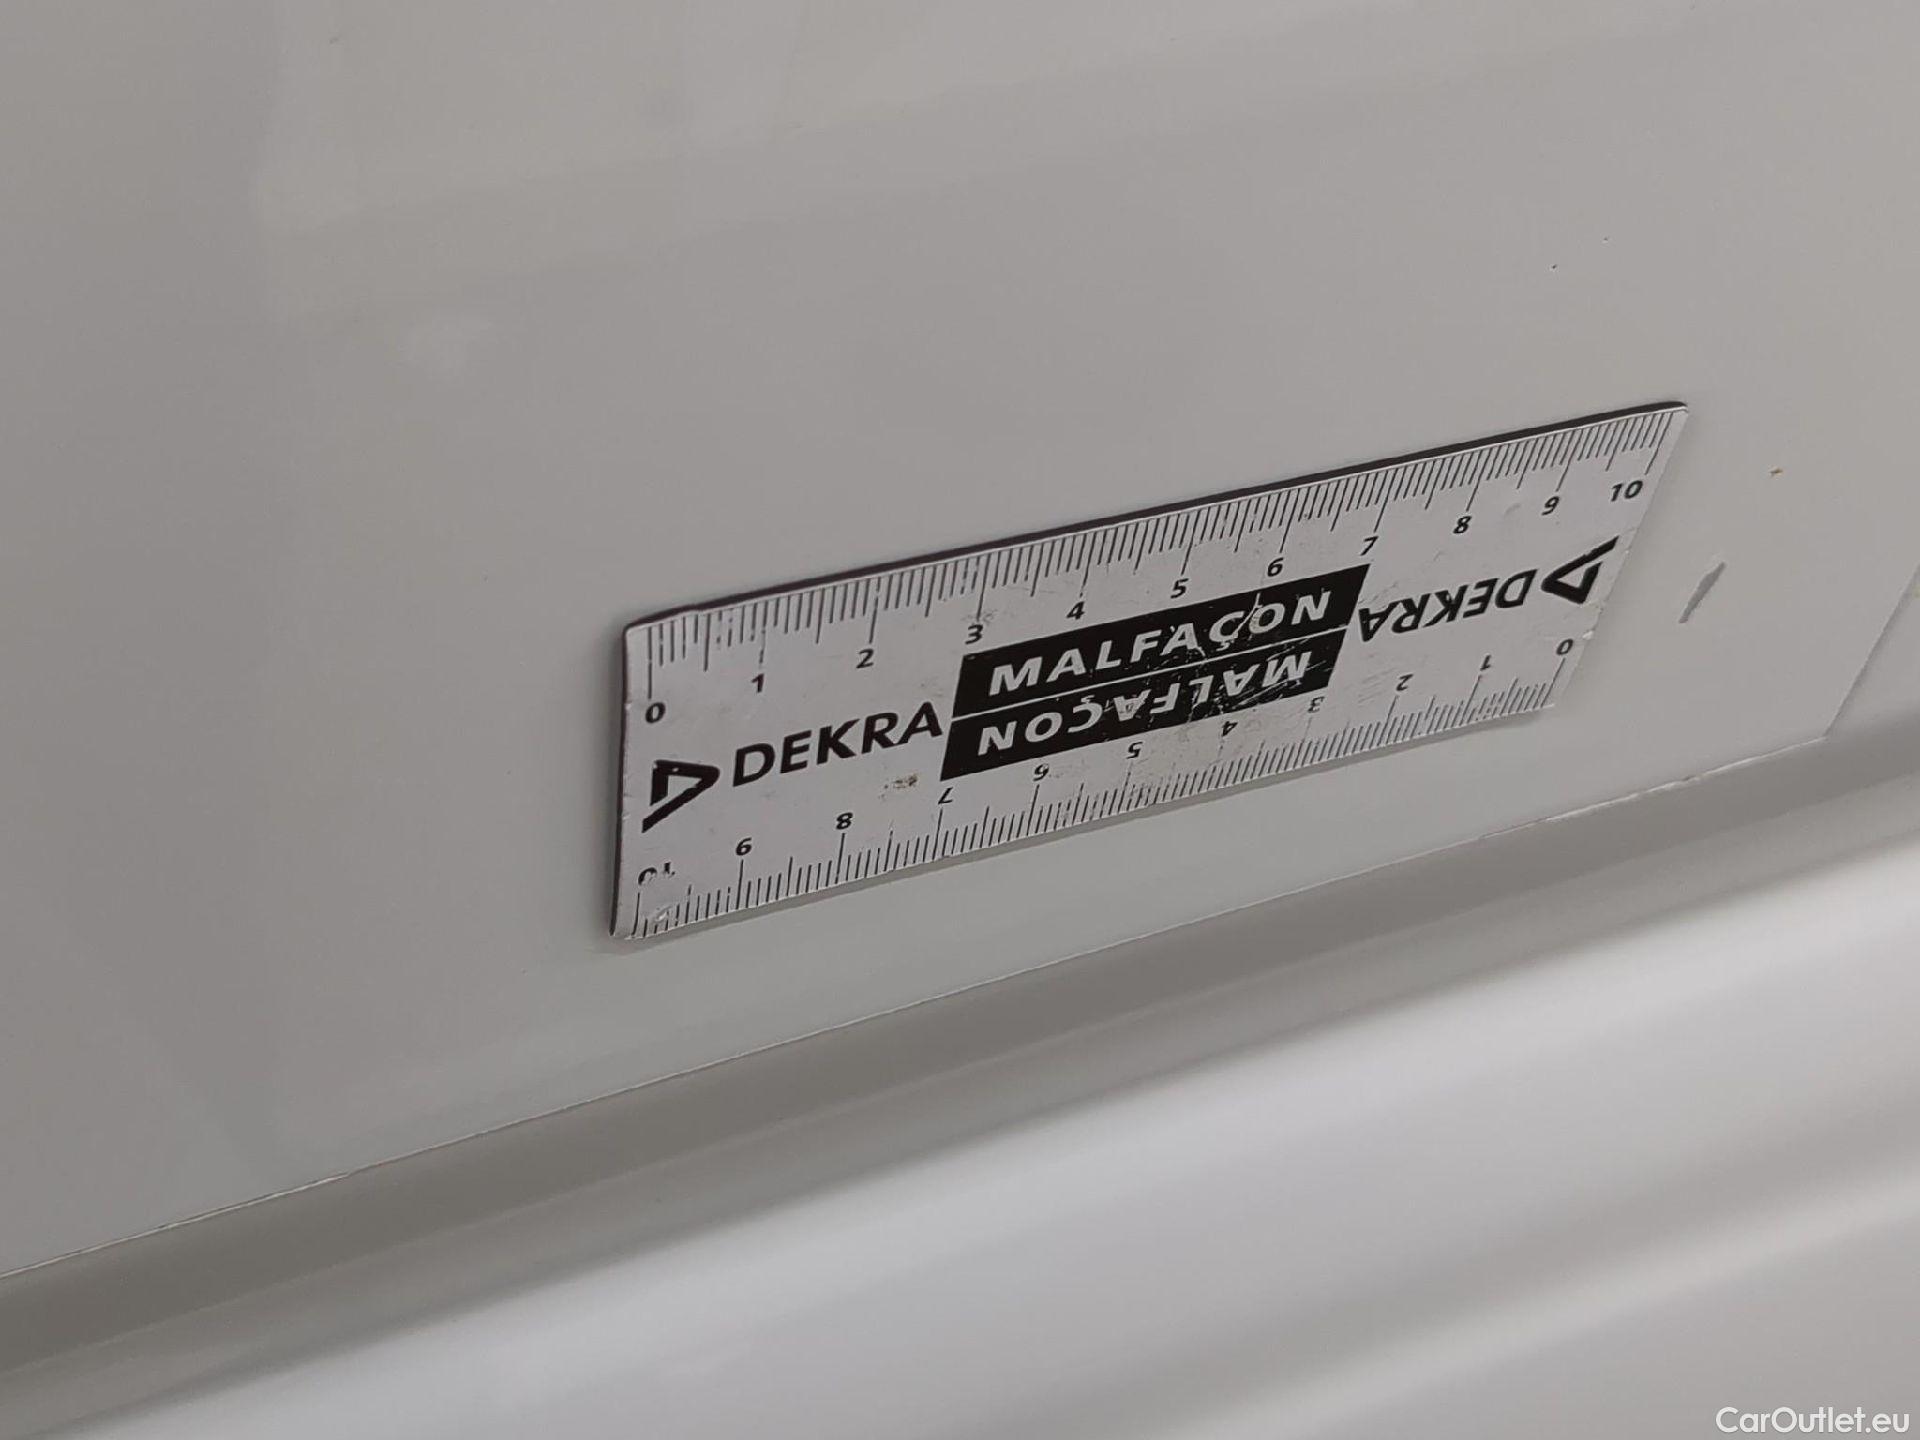 0 1 2 3 4 5 6 7 8 9 10
DEKRA MALFAÇON
MALFAÇON DEKRA
10 9 8 7 6 5 4 3 2 1 0
CarOutlet.eu